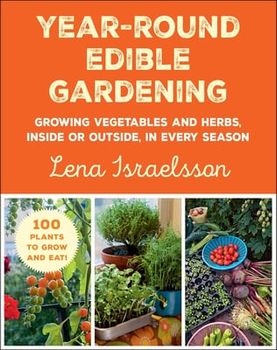 YEAR-ROUND
EDIBLE
GARDENING
GROWING VEGETABLES AND HERBS,
INSIDE OR OUTSIDE, IN EVERY SEASON
Lena Israelsson
100
PLANTS
TO GROW
AND EAT!